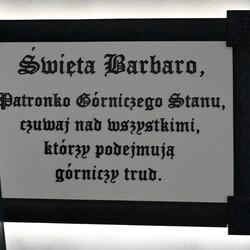 Święta Barbaro,
Patronko Górniczego Stanu,
czuwaj nad wszystkimi,
którzy podejmują
górniczy trud.